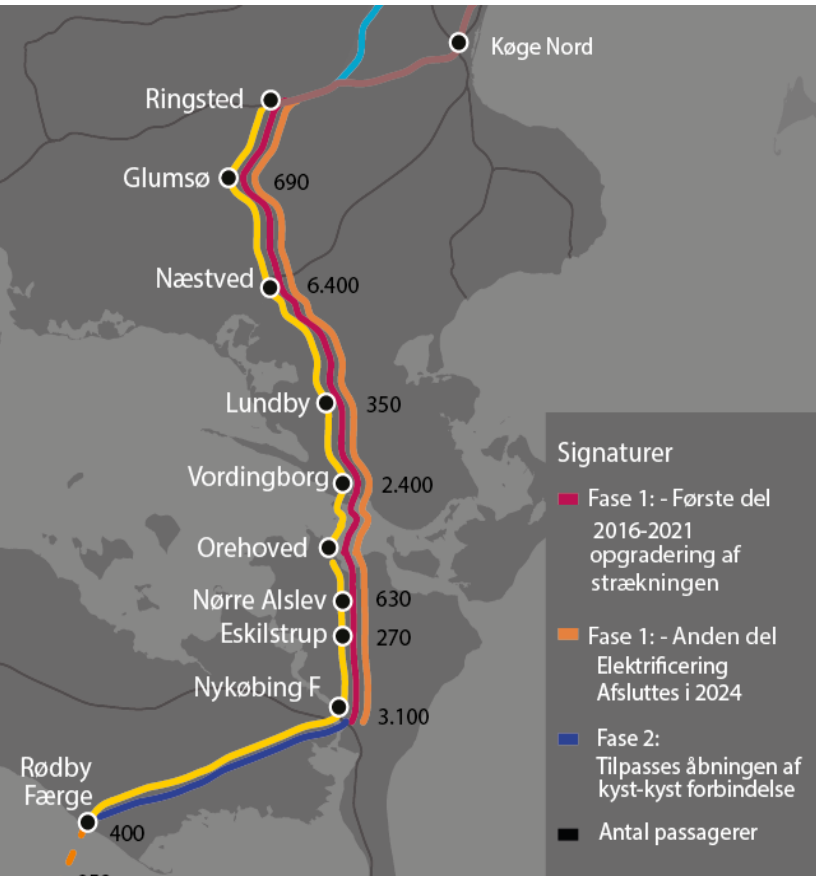 Køge Nord
Ringsted
Glumsø
690
Næstved
6.400
Lundby
350
Vordingborg
2.400
Orehoved
Nørre Alslev
630
Eskilstrup
270
Nykøbing F
3.100
Rødby
Færge
400
Signaturer
Fase 1: - Første del
2016-2021
opgradering af
strækningen
Fase 1: - Anden del
Elektrificering
Afsluttes i 2024
Fase 2:
Tilpasses åbningen af
kyst-kyst forbindelse
Antal passagerer